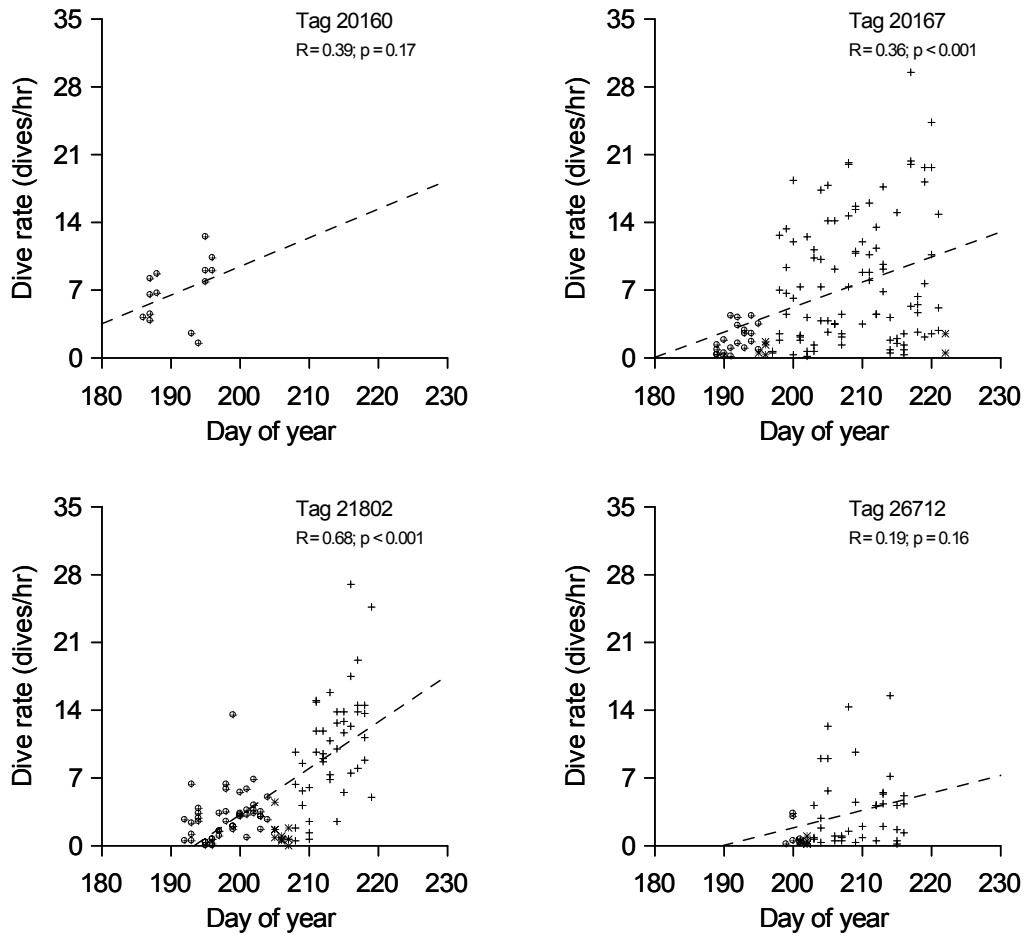 Tag 20160
R = 0.39; p = 0.17
35
28
21
14
7
0
Dive rate (dives/hr)
180 190 200 210 220 230
Day of year
Tag 20167
R = 0.36; p < 0.001
35
28
21
14
7
0
Dive rate (dives/hr)
180 190 200 210 220 230
Day of year
Tag 21802
R = 0.68; p < 0.001
35
28
21
14
7
0
Dive rate (dives/hr)
180 190 200 210 220 230
Day of year
Tag 26712
R = 0.19; p = 0.16
35
28
21
14
7
0
Dive rate (dives/hr)
180 190 200 210 220 230
Day of year